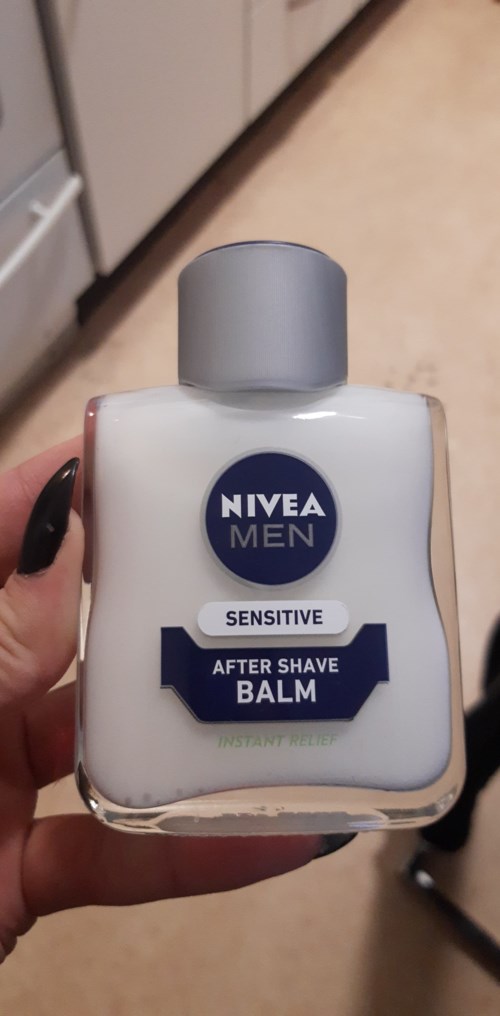 NIVEA
MEN
SENSITIVE
AFTER SHAVE
BALM
INSTANT RELIEF